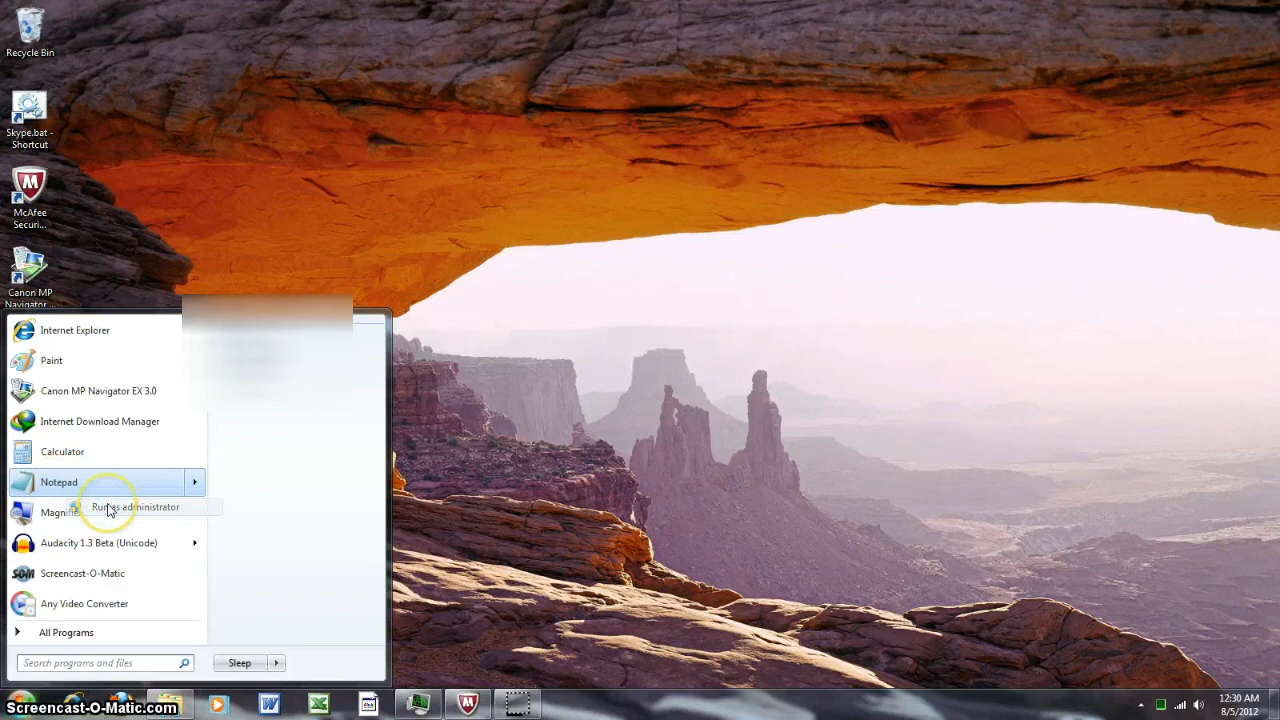 Recycle Bin
Skype.bat -
Shortcut
McAfee
Securi...
Canon MP
Navigator ...
Internet Explorer
Paint
Canon MP Navigator EX 3.0
Internet Download Manager
Calculator
Notepad
Run as administrator
Magnifier
Audacity 1.3 Beta (Unicode)
Screencast-O-Matic
Any Video Converter
All Programs
Search programs and files
Sleep
Screencast-O-Matic.com
12:30 AM
8/5/2012